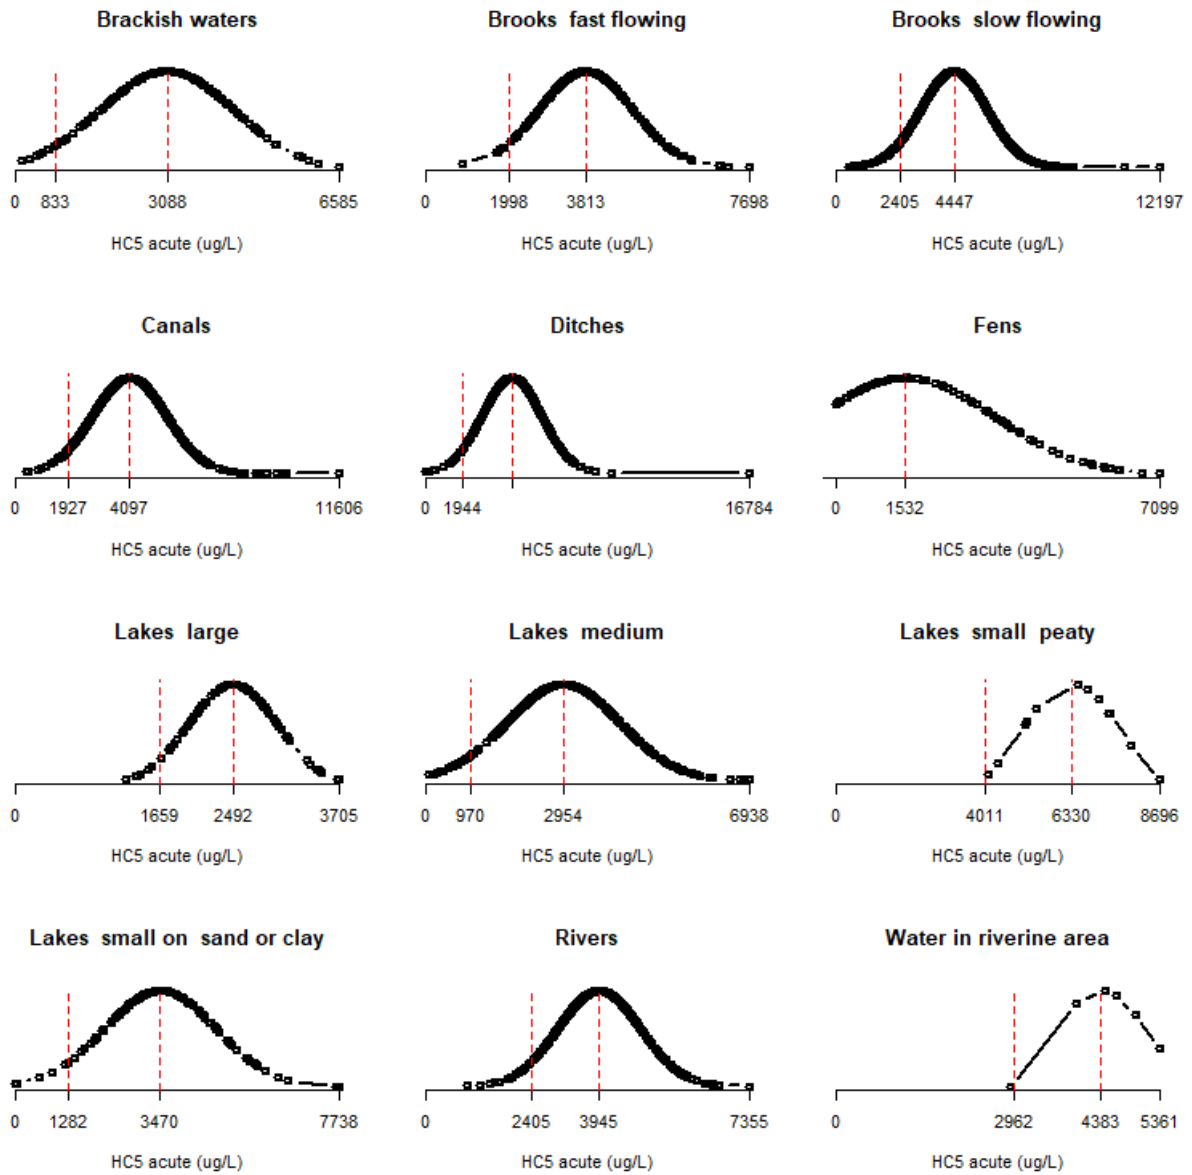 Brackish waters
Brooks  fast flowing
Brooks  slow flowing
0 833 3088 6585
0 1998 3813 7698
0 2405 4447 12197
HC5 acute (ug/L)
HC5 acute (ug/L)
HC5 acute (ug/L)
Canals
Ditches
Fens
0 1927 4097 11606
0 1944 16784
0 1532 7099
HC5 acute (ug/L)
HC5 acute (ug/L)
HC5 acute (ug/L)
Lakes  large
Lakes  medium
Lakes  small  peaty
0 1659 2492 3705
0 970 2954 6938
0 4011 6330 8696
HC5 acute (ug/L)
HC5 acute (ug/L)
HC5 acute (ug/L)
Lakes  small on  sand or clay
Rivers
Water in riverine area
0 1282 3470 7738
0 2405 3945 7355
0 2962 4383 5361
HC5 acute (ug/L)
HC5 acute (ug/L)
HC5 acute (ug/L)